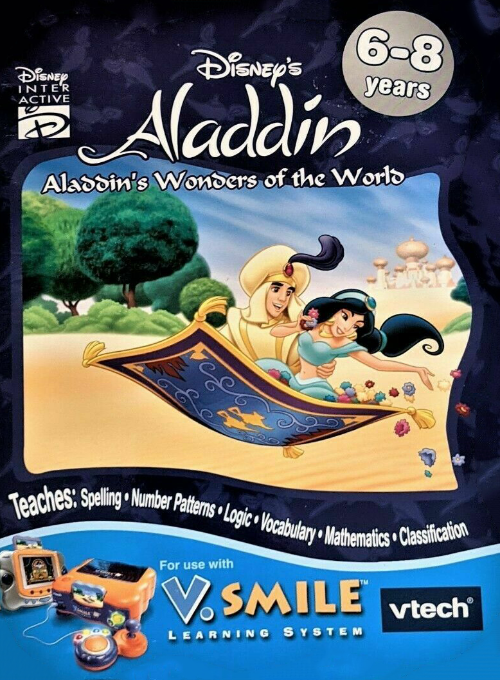 6-8
years
Disney
INTER
ACTIVE
D
Disney's
Aladdin
Aladdin's Wonders of the World
Teaches: Spelling • Number Patterns • Logic • Vocabulary • Mathematics • Classification
For use with
V.SMILE™
LEARNING SYSTEM
vtech®